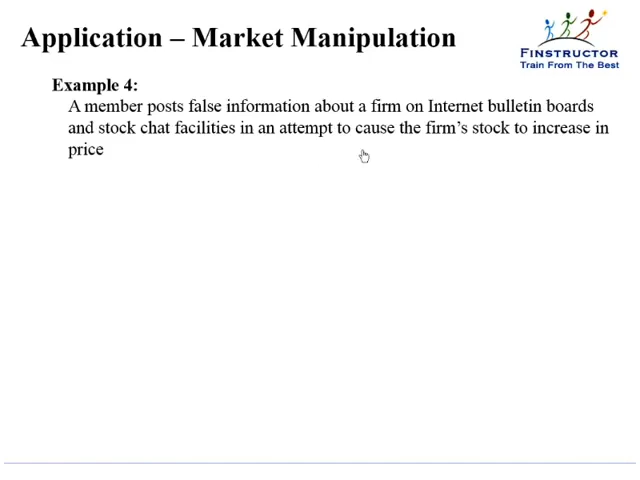 Application – Market Manipulation
FINSTRUCTOR
Train From The Best
Example 4:
A member posts false information about a firm on Internet bulletin boards
and stock chat facilities in an attempt to cause the firm's stock to increase in
price